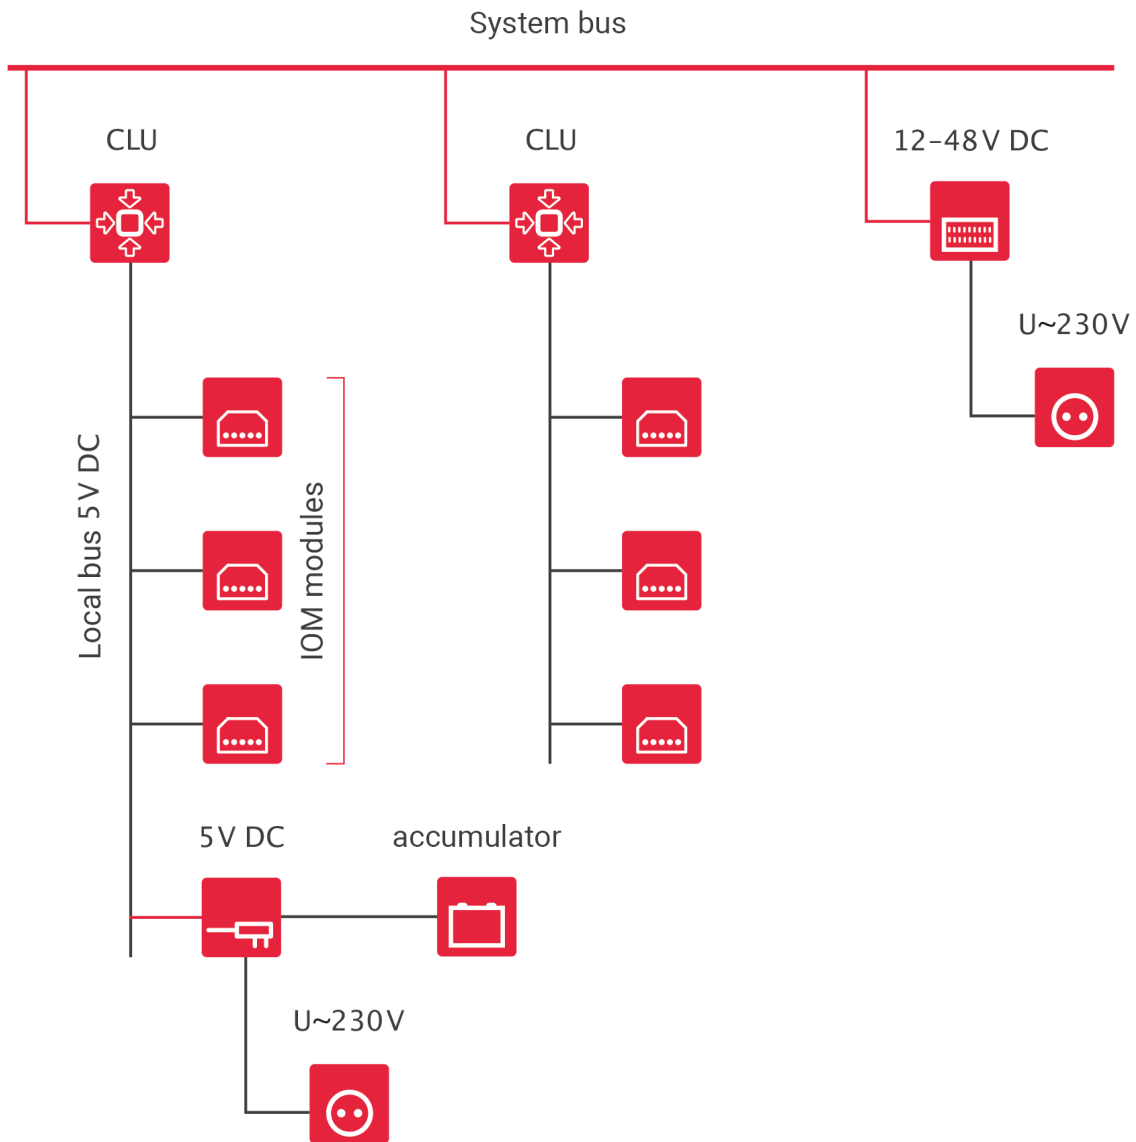 System bus
CLU
CLU
12–48V DC
U~230V
Local bus 5V DC
IOM modules
5V DC
accumulator
U~230V